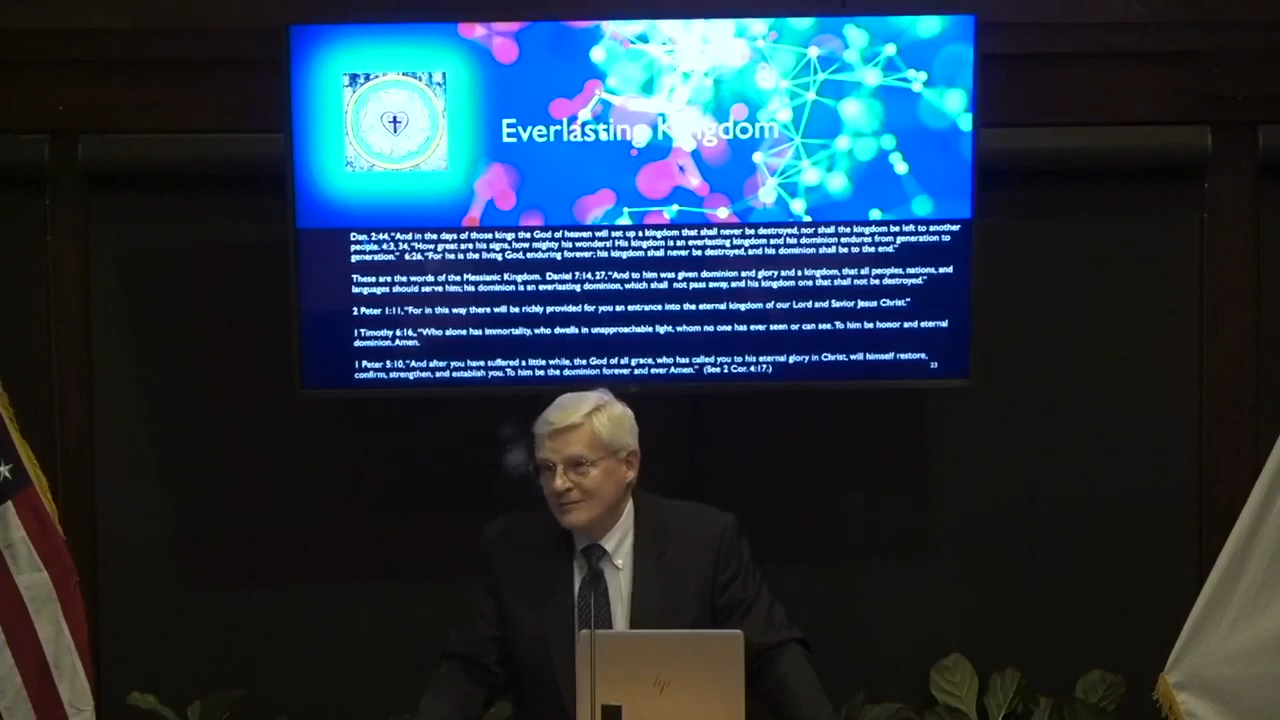 Everlasting Kingdom
Dan. 2:44, “And in the days of those kings the God of heaven will set up a kingdom that shall never be destroyed, nor shall the kingdom be left to another
people. 4:3, 34, “How great are his signs, how mighty his wonders! His kingdom is an everlasting kingdom and his dominion endures from generation to
generation.” 6:26, “For he is the living God, enduring forever; his kingdom shall never be destroyed, and his dominion shall be to the end.”
These are the words of the Messianic Kingdom. Daniel 7:14, 27, “And to him was given dominion and glory and a kingdom, that all peoples, nations, and
languages should serve him; his dominion is an everlasting dominion, which shall not pass away, and his kingdom one that shall not be destroyed.”
2 Peter 1:11, “For in this way there will be richly provided for you an entrance into the eternal kingdom of our Lord and Savior Jesus Christ.”
1 Timothy 6:16,, “Who alone has immortality, who dwells in unapproachable light, whom no one has ever seen or can see. To him be honor and eternal
dominion. Amen.
1 Peter 5:10, “And after you have suffered a little while, the God of all grace, who has called you to his eternal glory in Christ, will himself restore,
confirm, strengthen, and establish you. To him be the dominion forever and ever Amen.” (See 2 Cor. 4:17.)
23
hp